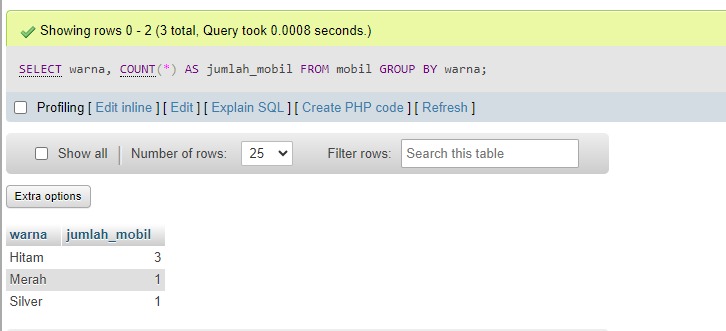 Showing rows 0 - 2 (3 total, Query took 0.0008 seconds.)
SELECT warna, COUNT(*) AS jumlah_mobil FROM mobil GROUP BY warna;
Profiling [ Edit inline ] [ Edit ] [ Explain SQL ] [ Create PHP code ] [ Refresh ]
Show all Number of rows: 25 Filter rows: Search this table
Extra options
warna jumlah_mobil
Hitam 3
Merah 1
Silver 1